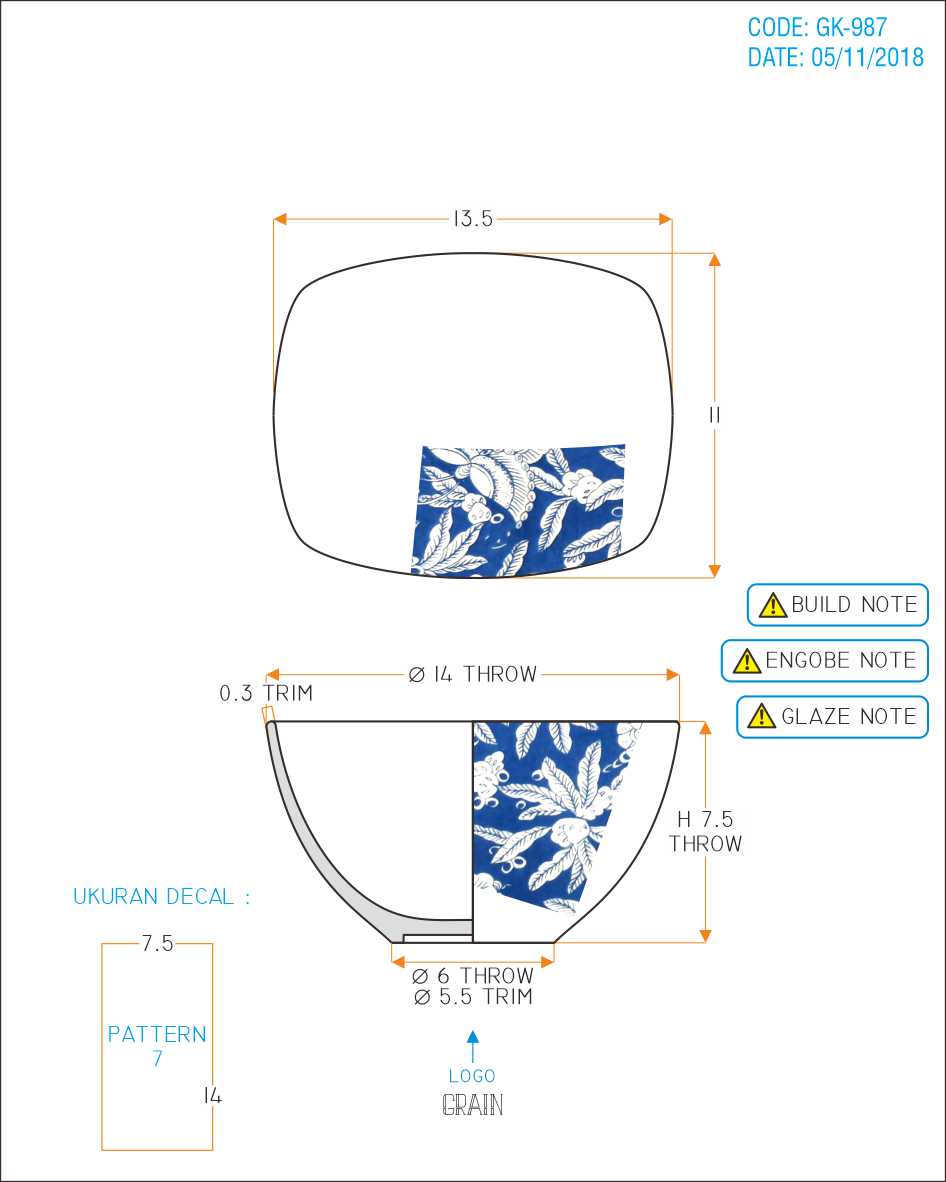 CODE: GK-987
DATE: 05/11/2018
13.5
11
BUILD NOTE
ENGOBE NOTE
GLAZE NOTE
Ø 14 THROW
0.3 TRIM
H 7.5
THROW
UKURAN DECAL :
7.5
PATTERN
7
14
Ø 6 THROW
Ø 5.5 TRIM
LOGO
GRAIN